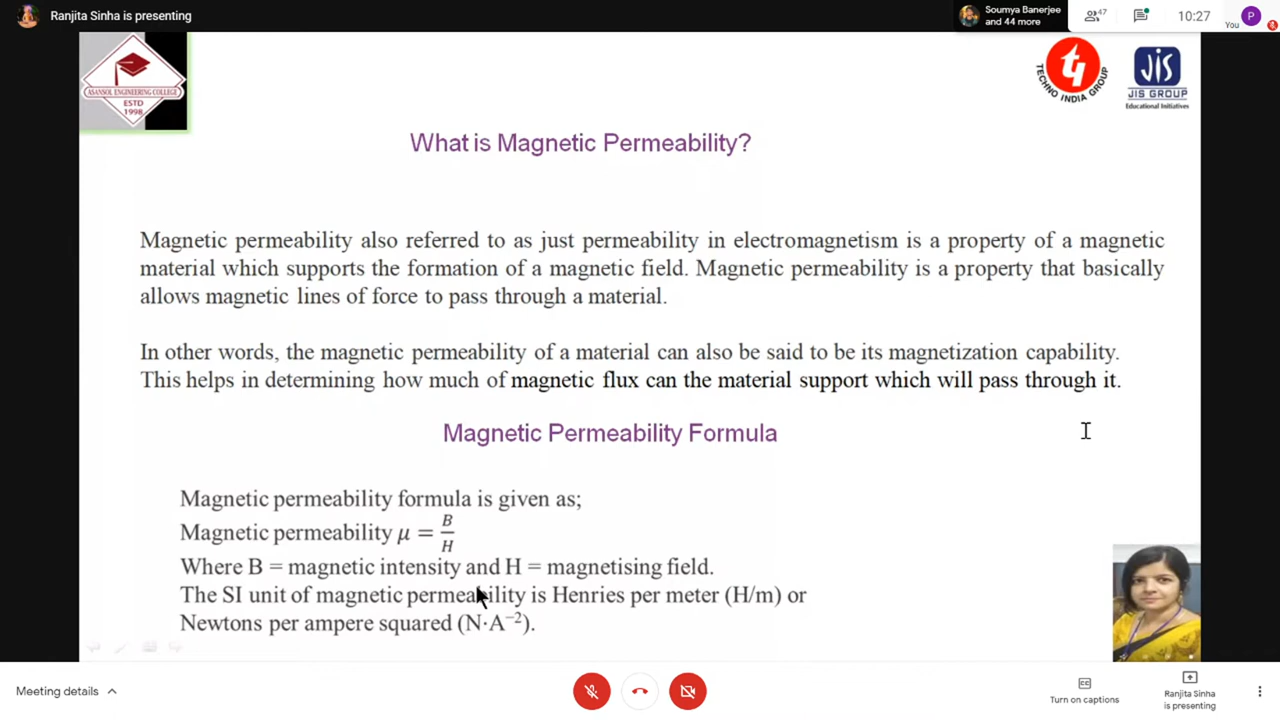 Ranjita Sinha is presenting
Soumya Banerjee
and 44 more
47
10:27
You
P
ASANSOL ENGINEERING COLLEGE
ESTD
1998
TECHNO INDIA GROUP
JIS
JIS GROUP
Educational Initiatives
What is Magnetic Permeability?
Magnetic permeability also referred to as just permeability in electromagnetism is a property of a magnetic
material which supports the formation of a magnetic field. Magnetic permeability is a property that basically
allows magnetic lines of force to pass through a material.
In other words, the magnetic permeability of a material can also be said to be its magnetization capability.
This helps in determining how much of magnetic flux can the material support which will pass through it.
Magnetic Permeability Formula
Magnetic permeability formula is given as;
Magnetic permeability μ = B/H
Where B = magnetic intensity and H = magnetising field.
The SI unit of magnetic permeability is Henries per meter (H/m) or
Newtons per ampere squared (N·A⁻²).
Meeting details
CC
Turn on captions
Ranjita Sinha
is presenting